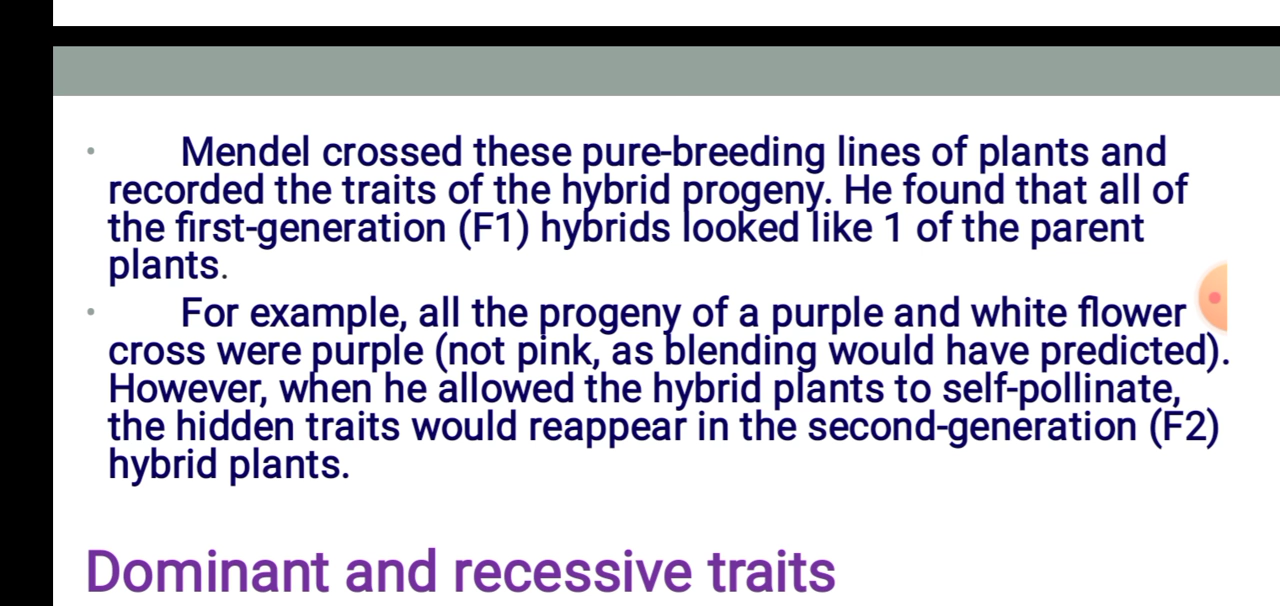 • Mendel crossed these pure-breeding lines of plants and
recorded the traits of the hybrid progeny. He found that all of
the first-generation (F1) hybrids looked like 1 of the parent
plants.
• For example, all the progeny of a purple and white flower
cross were purple (not pink, as blending would have predicted).
However, when he allowed the hybrid plants to self-pollinate,
the hidden traits would reappear in the second-generation (F2)
hybrid plants.
Dominant and recessive traits